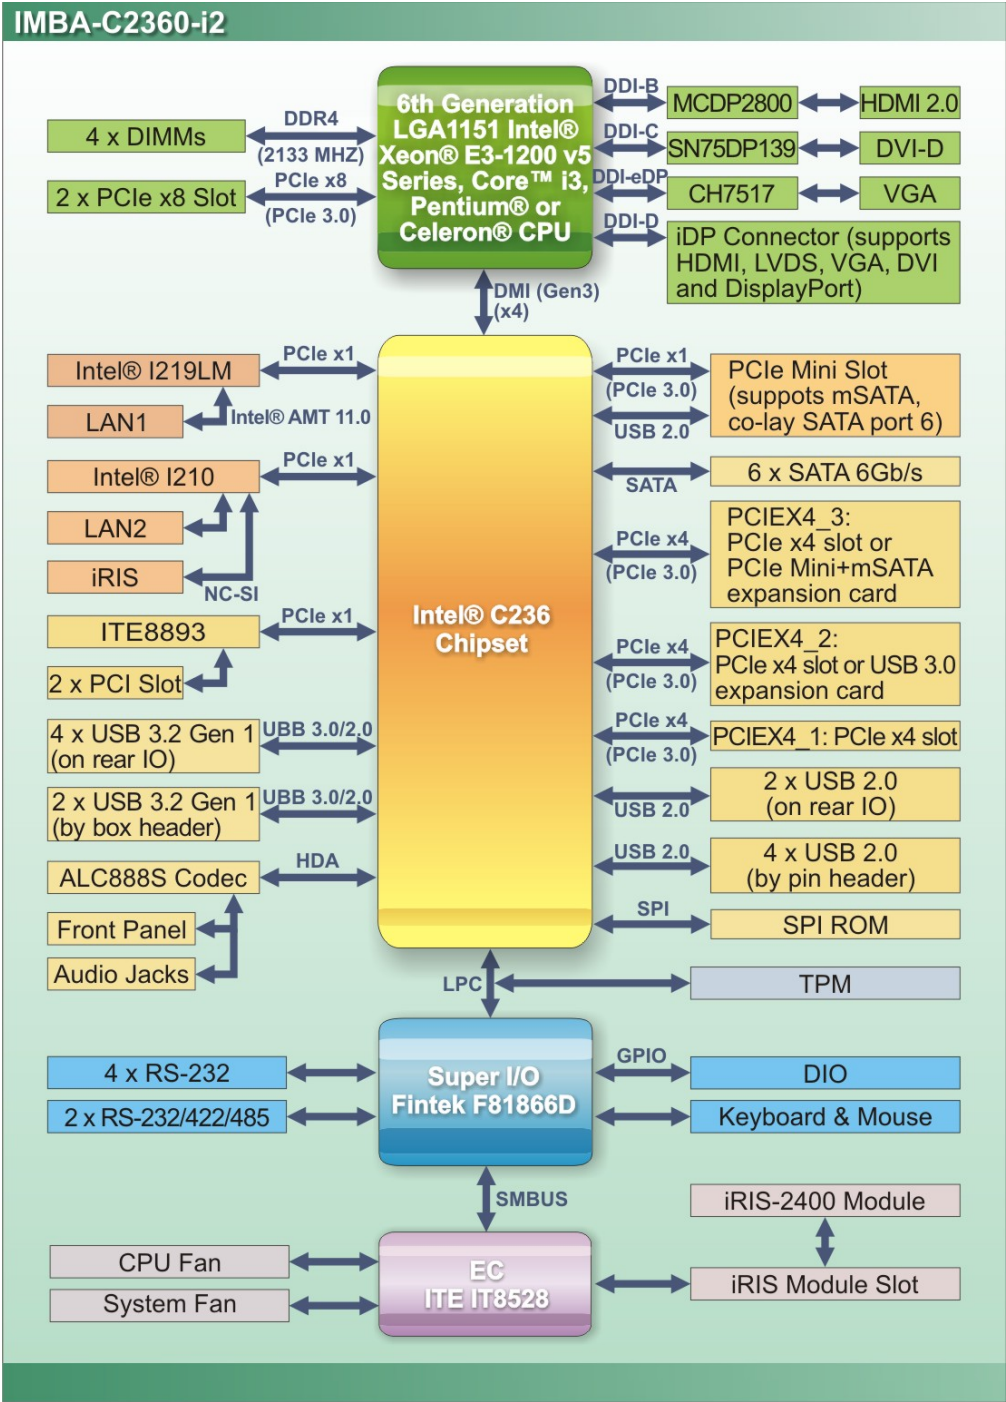 IMBA-C2360-i2
6th Generation
LGA1151 Intel®
Xeon® E3-1200 v5
Series, Core™ i3,
Pentium® or
Celeron® CPU
4 x DIMMs
DDR4
(2133 MHZ)
2 x PCIe x8 Slot
PCIe x8
(PCIe 3.0)
DDI-B
MCDP2800
HDMI 2.0
DDI-C
SN75DP139
DVI-D
DDI-eDP
CH7517
VGA
DDI-D
iDP Connector (supports
HDMI, LVDS, VGA, DVI
and DisplayPort)
DMI (Gen3)
(x4)
Intel® C236
Chipset
Intel® I219LM
PCIe x1
LAN1
Intel® AMT 11.0
Intel® I210
PCIe x1
LAN2
iRIS
NC-SI
ITE8893
PCIe x1
2 x PCI Slot
4 x USB 3.2 Gen 1
(on rear IO)
UBB 3.0/2.0
2 x USB 3.2 Gen 1
(by box header)
UBB 3.0/2.0
ALC888S Codec
HDA
Front Panel
Audio Jacks
PCIe x1
(PCIe 3.0)
USB 2.0
PCIe Mini Slot
(suppots mSATA,
co-lay SATA port 6)
SATA
6 x SATA 6Gb/s
PCIe x4
(PCIe 3.0)
PCIEX4_3:
PCIe x4 slot or
PCIe Mini+mSATA
expansion card
PCIe x4
(PCIe 3.0)
PCIEX4_2:
PCIe x4 slot or USB 3.0
expansion card
PCIe x4
(PCIe 3.0)
PCIEX4_1: PCIe x4 slot
USB 2.0
2 x USB 2.0
(on rear IO)
USB 2.0
4 x USB 2.0
(by pin header)
SPI
SPI ROM
LPC
TPM
Super I/O
Fintek F81866D
4 x RS-232
2 x RS-232/422/485
GPIO
DIO
Keyboard & Mouse
SMBUS
EC
ITE IT8528
CPU Fan
System Fan
iRIS-2400 Module
iRIS Module Slot